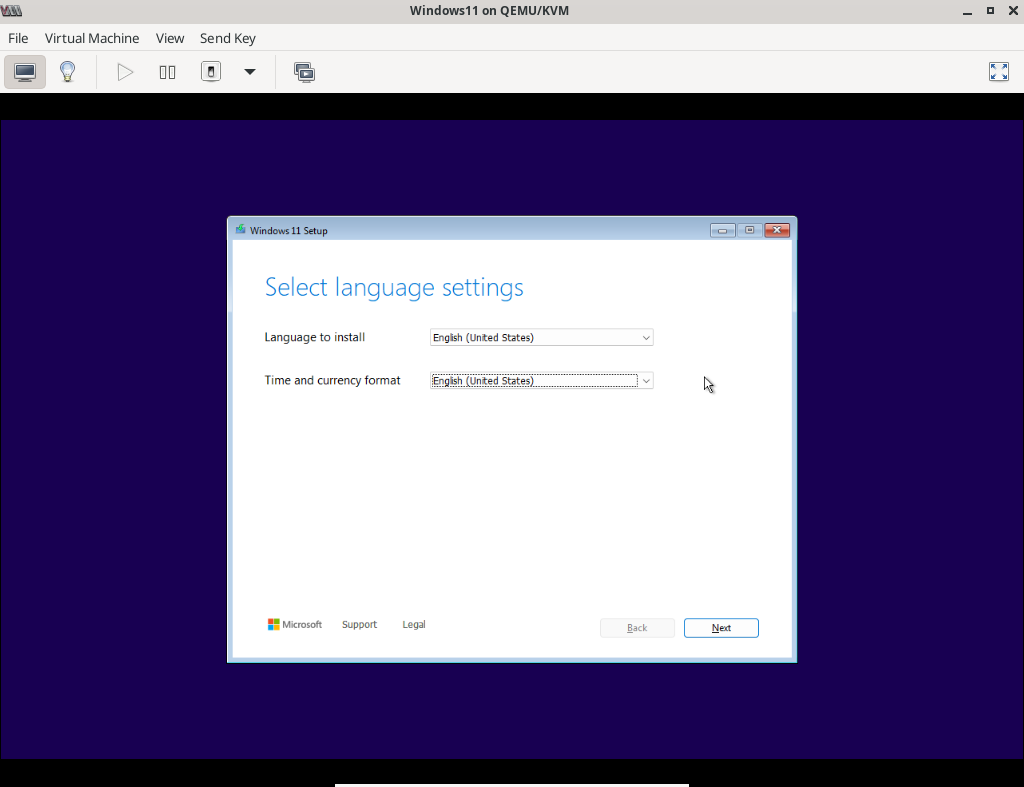 Windows11 on QEMU/KVM
File Virtual Machine View Send Key
Windows 11 Setup
Select language settings
Language to install English (United States)
Time and currency format English (United States)
Microsoft Support Legal Back Next